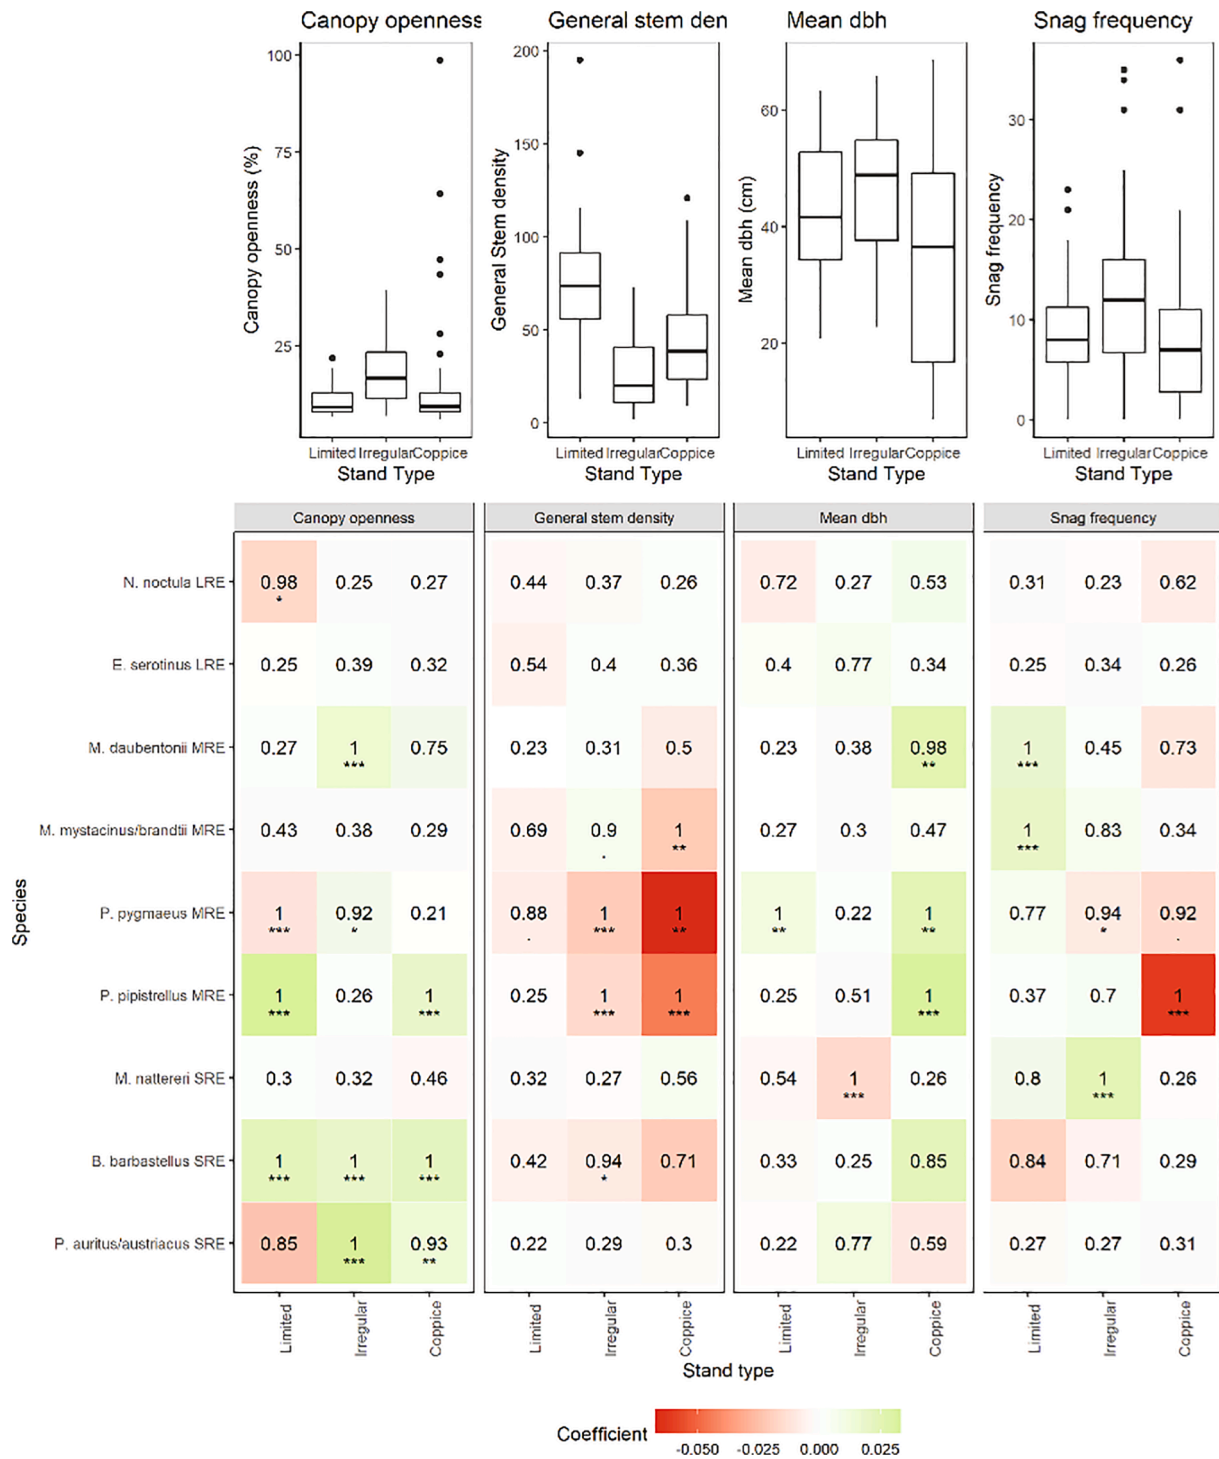 Canopy openness General stem den Mean dbh Snag frequency
Canopy openness (%)
100
75
50
25
Limited Irregular Coppice
Stand Type
General Stem density
200
150
100
50
0
Limited Irregular Coppice
Stand Type
Mean dbh (cm)
60
40
20
Limited Irregular Coppice
Stand Type
Snag frequency
30
20
10
0
Limited Irregular Coppice
Stand Type
Canopy openness General stem density Mean dbh Snag frequency
Species
N. noctula LRE 0.98 0.25 0.27 0.44 0.37 0.26 0.72 0.27 0.53 0.31 0.23 0.62
*
E. serotinus LRE 0.25 0.39 0.32 0.54 0.4 0.36 0.4 0.77 0.34 0.25 0.34 0.26
M. daubentonii MRE 0.27 1 0.75 0.23 0.31 0.5 0.23 0.38 0.98 1 0.45 0.73
*** ** ***
M. mystacinus/brandtii MRE 0.43 0.38 0.29 0.69 0.9 1 0.27 0.3 0.47 1 0.83 0.34
. ** ***
P. pygmaeus MRE 1 0.92 0.21 0.88 1 1 1 0.22 1 0.77 0.94 0.92
*** * . *** ** ** ** * .
P. pipistrellus MRE 1 0.26 1 0.25 1 1 0.25 0.51 1 0.37 0.7 1
*** *** *** *** *** ***
M. nattereri SRE 0.3 0.32 0.46 0.32 0.27 0.56 0.54 1 0.26 0.8 1 0.26
*** ***
B. barbastellus SRE 1 1 1 0.42 0.94 0.71 0.33 0.25 0.85 0.84 0.71 0.29
*** *** *** *
P. auritus/austriacus SRE 0.85 1 0.93 0.22 0.29 0.3 0.22 0.77 0.59 0.27 0.27 0.31
*** **
Limited Irregular Coppice Limited Irregular Coppice Limited Irregular Coppice Limited Irregular Coppice
Stand type
Coefficient
-0.050 -0.025 0.000 0.025